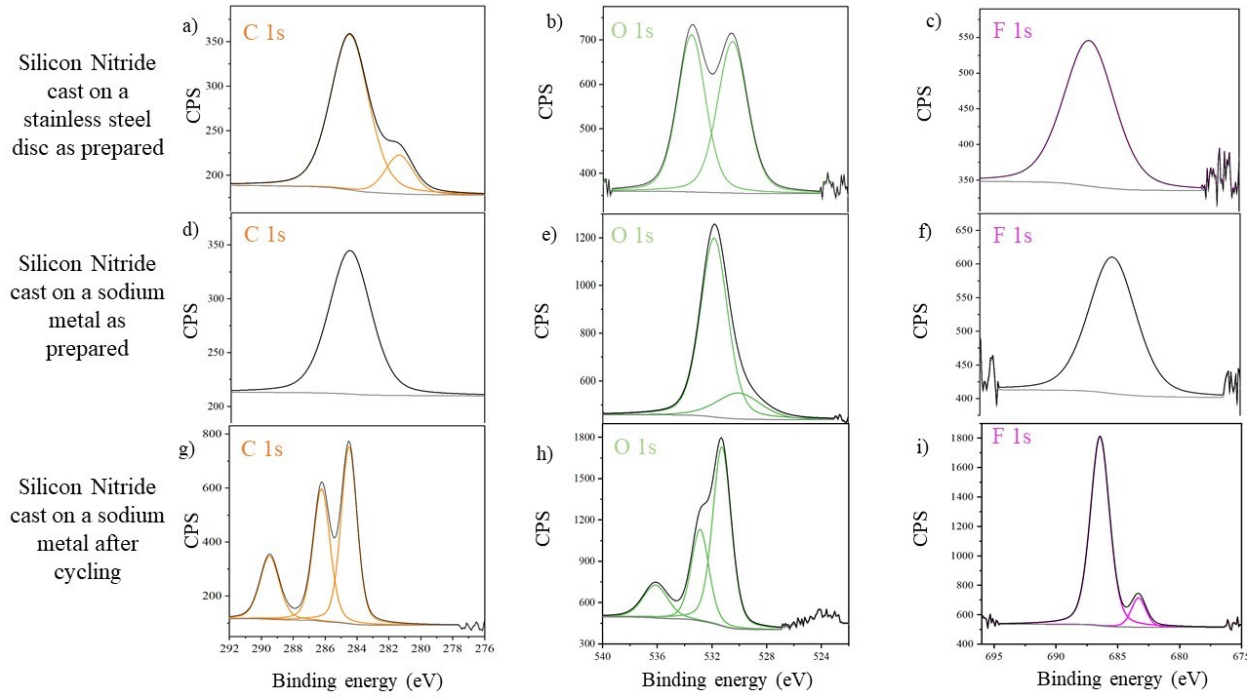 Silicon Nitride
cast on a
stainless steel
disc as prepared
a)
C 1s
CPS
350
300
250
200
b)
O 1s
CPS
700
600
500
400
c)
F 1s
CPS
550
500
450
400
350
Silicon Nitride
cast on a sodium
metal as
prepared
d)
C 1s
CPS
350
300
250
200
e)
O 1s
CPS
1200
1000
800
600
f)
F 1s
CPS
650
600
550
500
450
400
Silicon Nitride
cast on a sodium
metal after
cycling
g)
C 1s
CPS
800
600
400
200
292 290 288 286 284 282 280 278 276
Binding energy (eV)
h)
O 1s
CPS
1800
1500
1200
900
600
300
540 536 532 528 524
Binding energy (eV)
i)
F 1s
CPS
1800
1600
1400
1200
1000
800
600
400
695 690 685 680 675
Binding energy (eV)